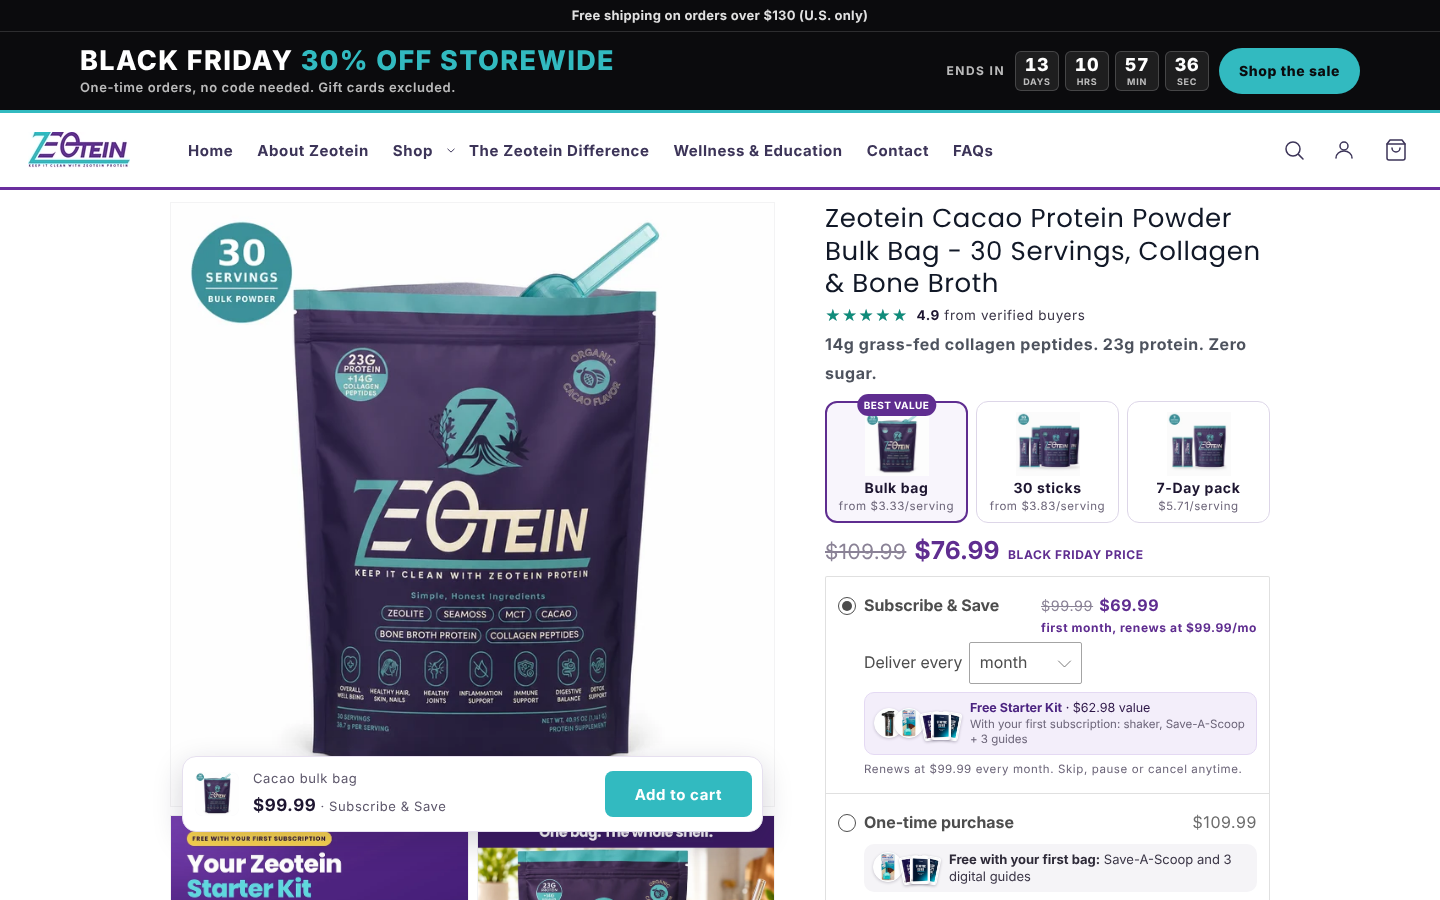 Free shipping on orders over $130 (U.S. only)
BLACK FRIDAY 30% OFF STOREWIDE
One-time orders, no code needed. Gift cards excluded.
ENDS IN
13 DAYS
10 HRS
57 MIN
36 SEC
Shop the sale
ZEOTEIN
KEEP IT CLEAN WITH ZEOTEIN PROTEIN
Home
About Zeotein
Shop
The Zeotein Difference
Wellness & Education
Contact
FAQs
30
SERVINGS
BULK POWDER
23G
PROTEIN
+14G
COLLAGEN
PEPTIDES
ORGANIC
CACAO FLAVOR
ZEOTEIN
KEEP IT CLEAN WITH ZEOTEIN PROTEIN
Simple, Honest Ingredients
ZEOLITE
SEAMOSS
MCT
CACAO
BONE BROTH PROTEIN
COLLAGEN PEPTIDES
OVERALL
WELL BEING
HEALTHY HAIR,
SKIN, NAILS
HEALTHY
JOINTS
INFLAMMATION
SUPPORT
IMMUNE
SUPPORT
DIGESTIVE
BALANCE
DETOX
SUPPORT
30 SERVINGS
PROTEIN SUPPLEMENT
Zeotein Cacao Protein Powder
Bulk Bag - 30 Servings, Collagen
& Bone Broth
★★★★★ 4.9 from verified buyers
14g grass-fed collagen peptides. 23g protein. Zero
sugar.
BEST VALUE
Bulk bag
from $3.33/serving
30 sticks
from $3.83/serving
7-Day pack
$5.71/serving
$109.99 $76.99 BLACK FRIDAY PRICE
Subscribe & Save
$99.99 $69.99
first month, renews at $99.99/mo
Deliver every month
Free Starter Kit · $62.98 value
With your first subscription: shaker, Save-A-Scoop
+ 3 guides
Renews at $99.99 every month. Skip, pause or cancel anytime.
One-time purchase $109.99
Free with your first bag: Save-A-Scoop and 3
digital guides
Cacao bulk bag
$99.99 · Subscribe & Save
Add to cart
FREE WITH YOUR FIRST SUBSCRIPTION
Your Zeotein
Starter Kit
One bag. The whole shelf.
23G
PROTEIN
+14G